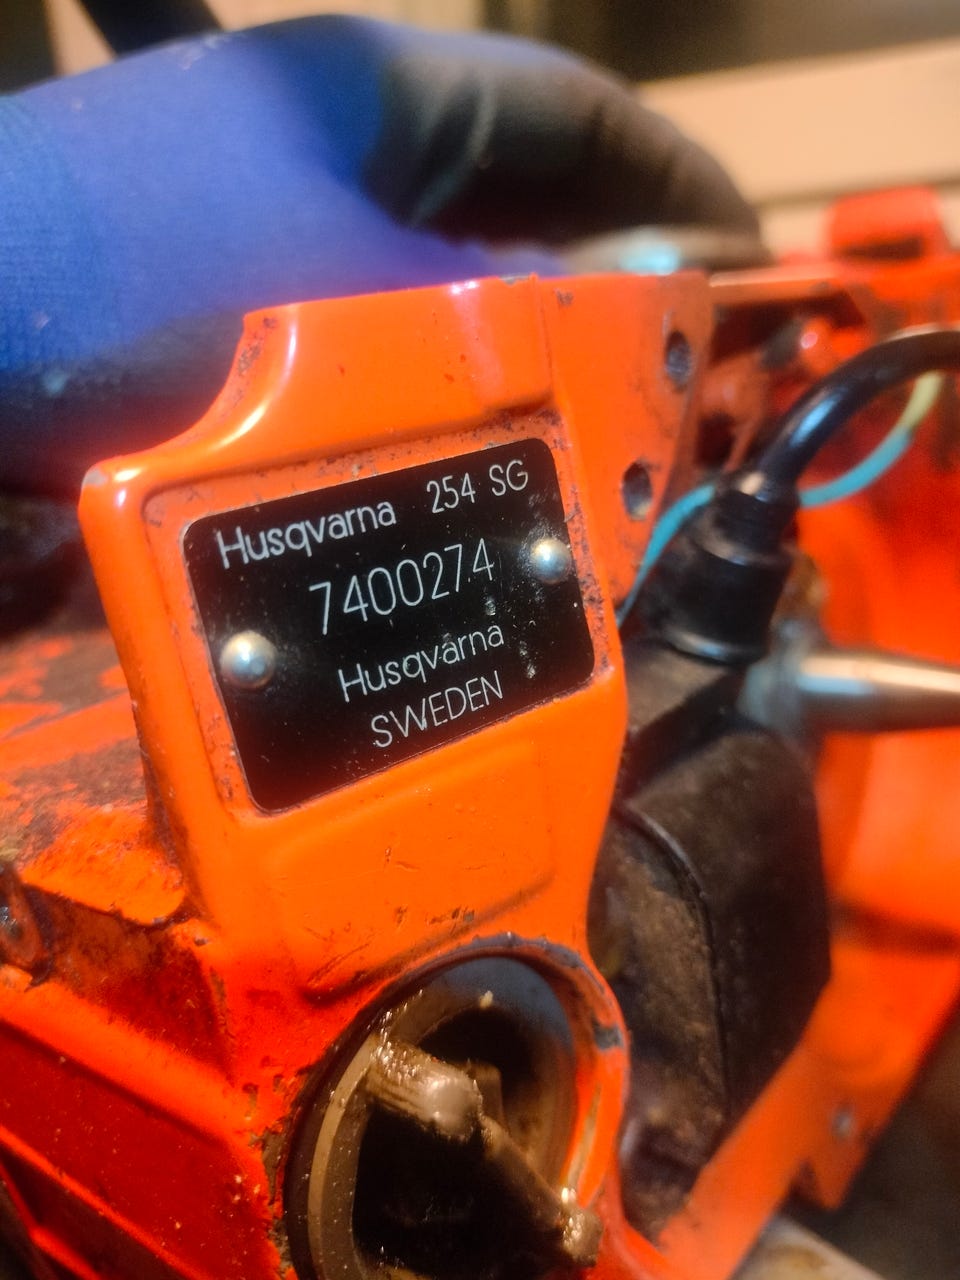 Husqvarna 254 SG
7400274
Husqvarna
SWEDEN